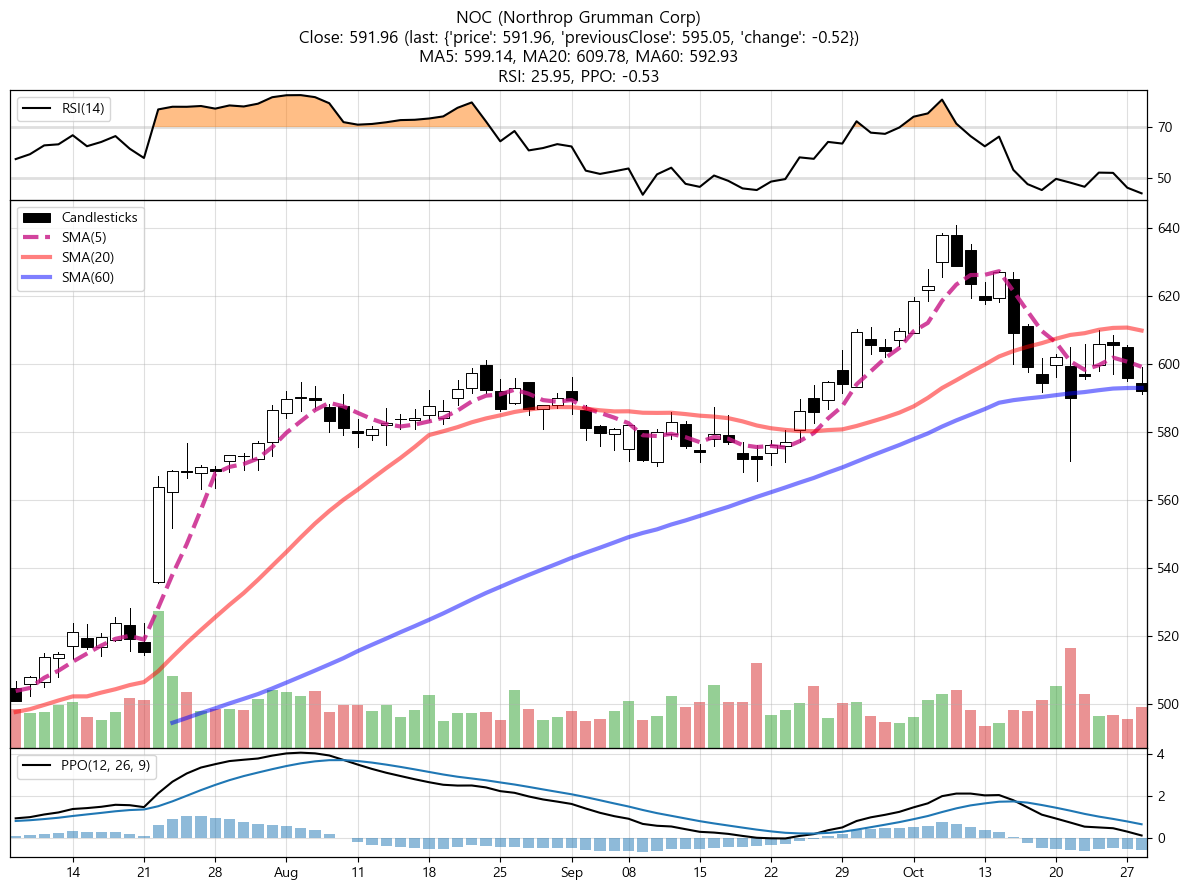 NOC (Northrop Grumman Corp)
Close: 591.96 (last: {'price': 591.96, 'previousClose': 595.05, 'change': -0.52})
MA5: 599.14, MA20: 609.78, MA60: 592.93
RSI: 25.95, PPO: -0.53
RSI(14)
70
50
Candlesticks
SMA(5)
SMA(20)
SMA(60)
640
620
600
580
560
540
520
500
PPO(12, 26, 9)
4
2
0
14 21 28 Aug 11 18 25 Sep 08 15 22 29 Oct 13 20 27